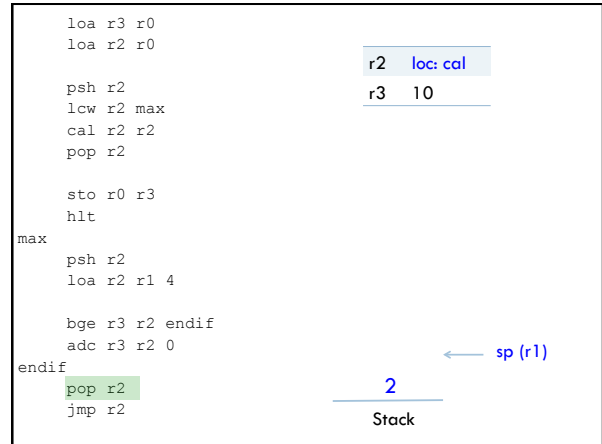 loa r3 r0
loa r2 r0
psh r2
lcw r2 max
cal r2 r2
pop r2
sto r0 r3
hlt
max
psh r2
loa r2 r1 4
bge r3 r2 endif
adc r3 r2 0
endif
pop r2
jmp r2
r2 loc: cal
r3 10
sp (r1)
2
Stack